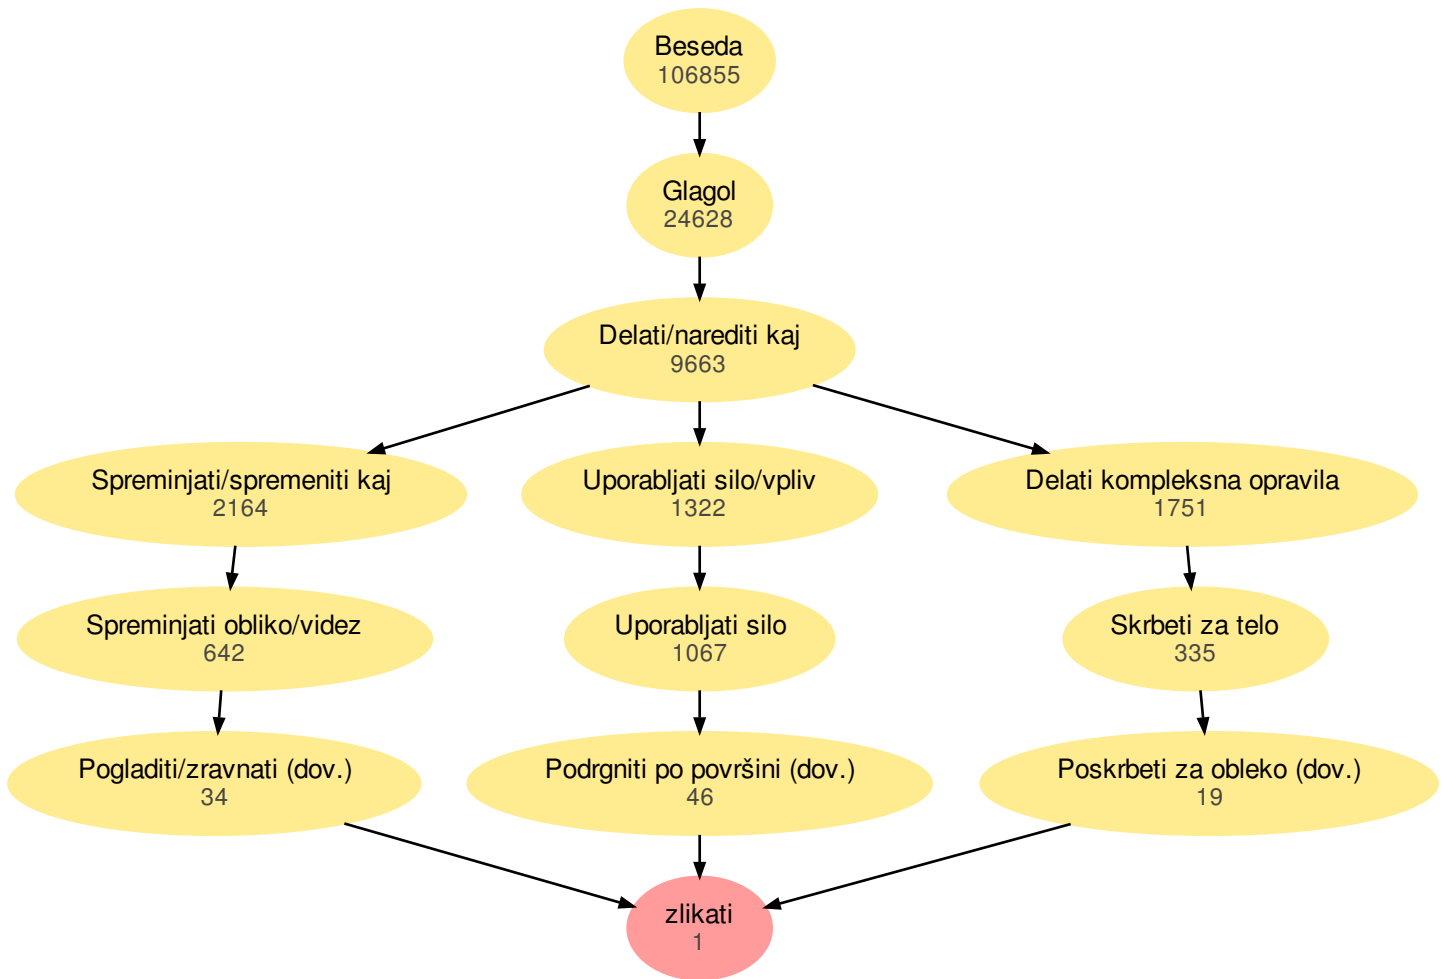 Beseda
106855
Glagol
24628
Delati/narediti kaj
9663
Spreminjati/spremeniti kaj
2164
Uporabljati silo/vpliv
1322
Delati kompleksna opravila
1751
Spreminjati obliko/videz
642
Uporabljati silo
1067
Skrbeti za telo
335
Pogladiti/zravnati (dov.)
34
Podrgniti po površini (dov.)
46
Poskrbeti za obleko (dov.)
19
zlikati
1